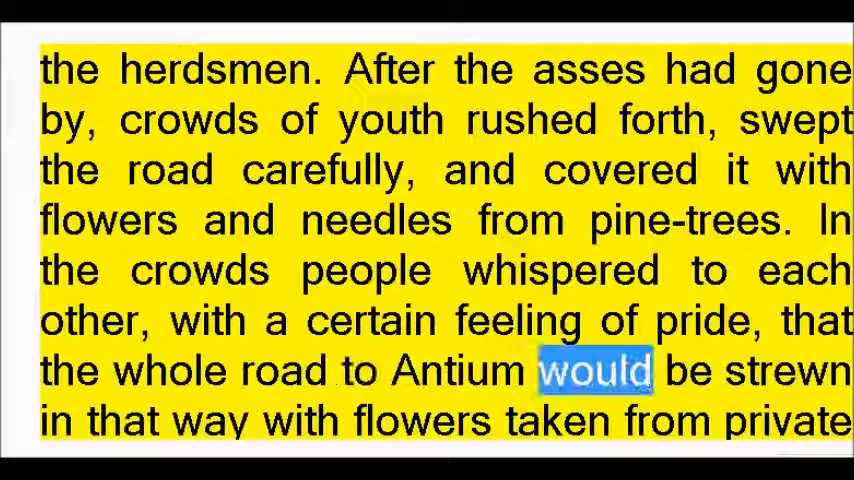 the herdsmen. After the asses had gone
by, crowds of youth rushed forth, swept
the road carefully, and covered it with
flowers and needles from pine-trees. In
the crowds people whispered to each
other, with a certain feeling of pride, that
the whole road to Antium would be strewn
in that way with flowers taken from private